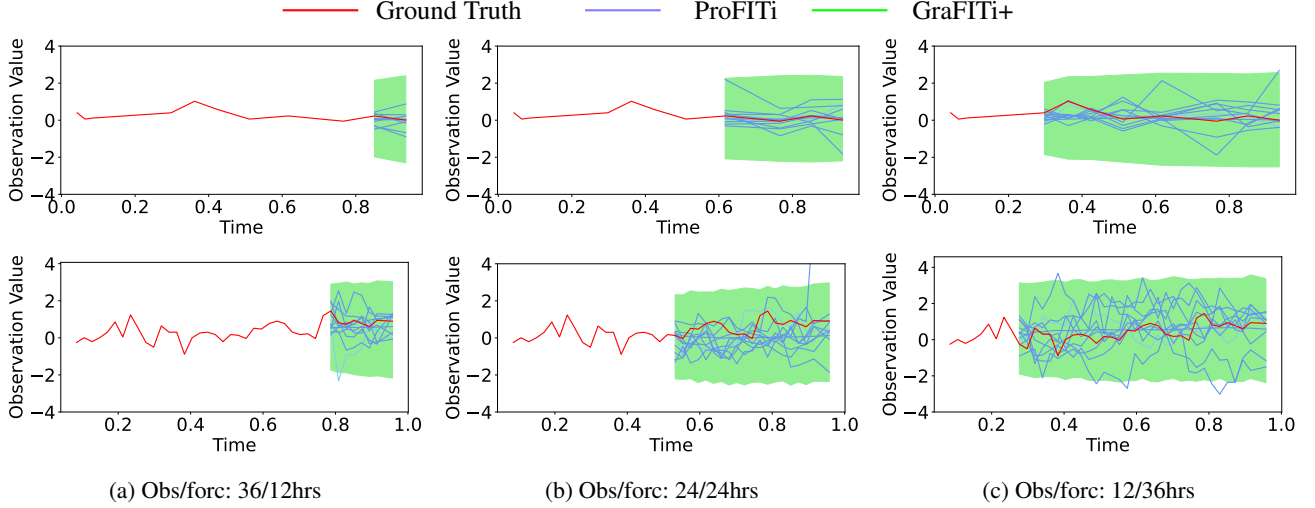 Ground Truth ProFITi GraFITi+
4
2
0
−2
−4
Observation Value
0.0 0.2 0.4 0.6 0.8
Time
4
2
0
−2
−4
Observation Value
0.0 0.2 0.4 0.6 0.8
Time
4
2
0
−2
−4
Observation Value
0.0 0.2 0.4 0.6 0.8
Time
4
2
0
−2
−4
Observation Value
0.2 0.4 0.6 0.8 1.0
Time
4
2
0
−2
−4
Observation Value
0.2 0.4 0.6 0.8 1.0
Time
4
2
0
−2
−4
Observation Value
0.2 0.4 0.6 0.8 1.0
Time
(a) Obs/forc: 36/12hrs
(b) Obs/forc: 24/24hrs
(c) Obs/forc: 12/36hrs